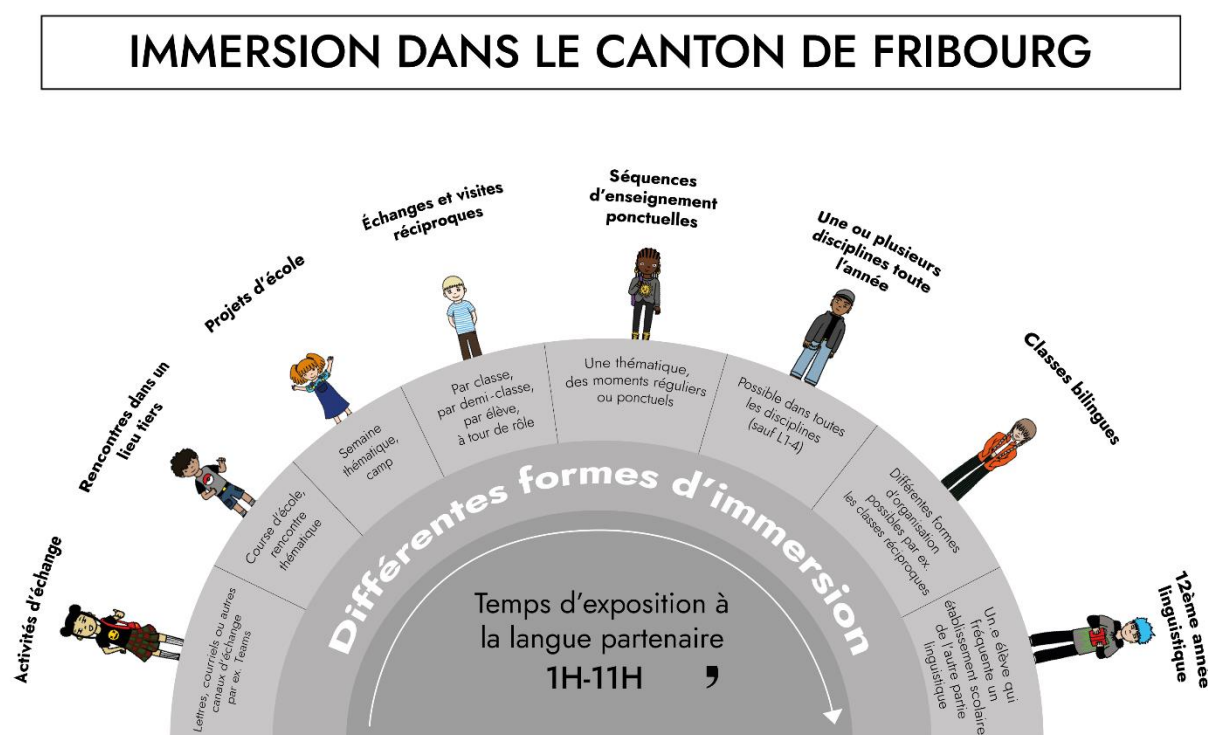 IMMERSION DANS LE CANTON DE FRIBOURG
Activités d'échange
Lettres, courriels ou autres
canaux d'échange
par ex. Teams
Rencontres dans un
lieu tiers
Course d'école,
rencontre
thématique
Projets d'école
Semaine
thématique,
camp
Échanges et visites
réciproques
Par classe,
par demi-classe,
par élève,
à tour de rôle
Séquences
d'enseignement
ponctuelles
Une thématique,
des moments réguliers
ou ponctuels
Une ou plusieurs
disciplines toute
l'année
Possible dans toutes
les disciplines
(sauf L1-4)
Classes bilingues
Différentes formes
d'organisation
possibles par ex.
les classes réciproques
12ème année
linguistique
Un.e élève qui
fréquente un
établissement scolaire
de l'autre partie
linguistique
Différentes formes d'immersion
Temps d'exposition à
la langue partenaire
1H-11H ❜